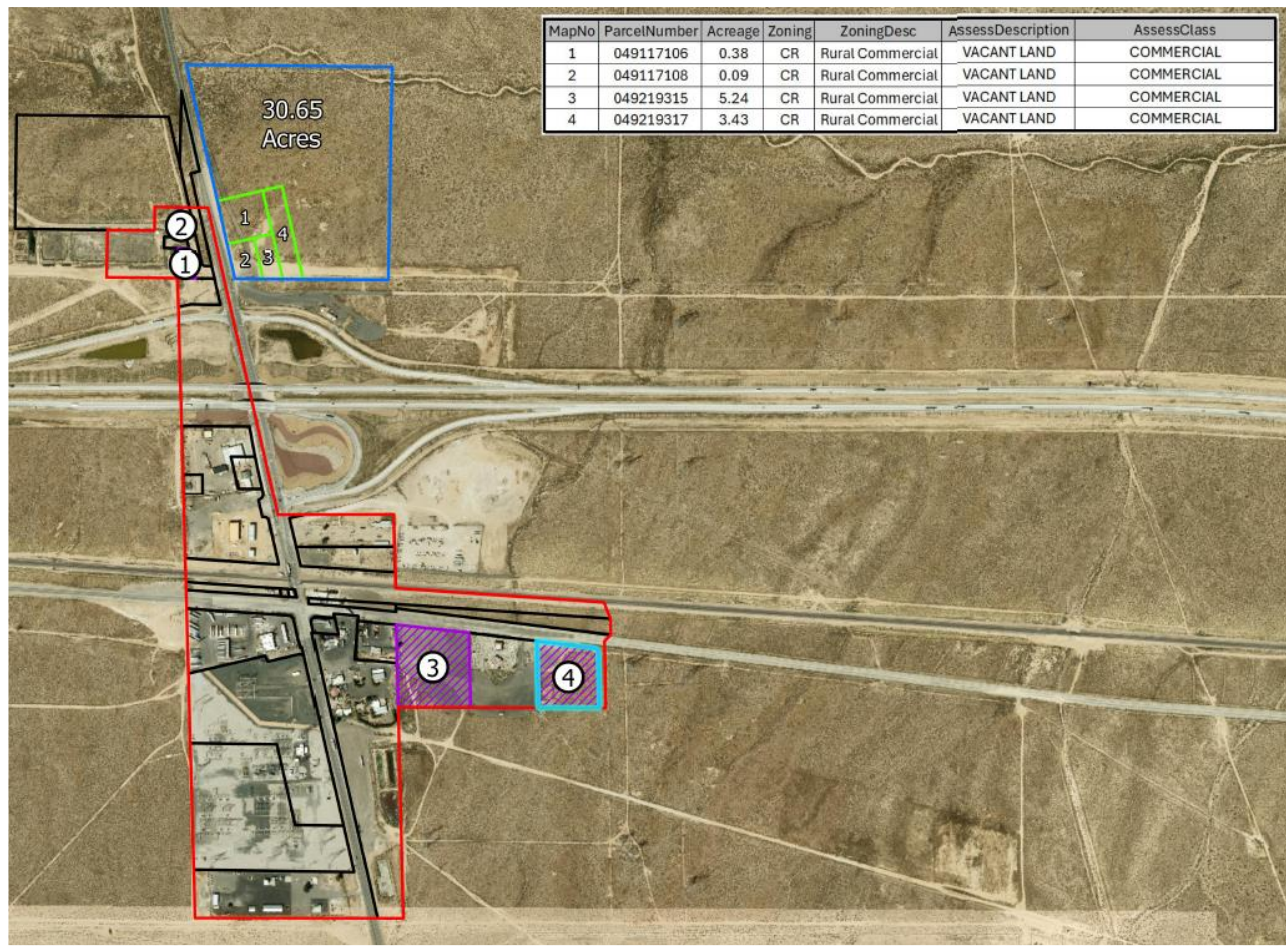 MapNo ParcelNumber Acreage Zoning ZoningDesc AssessDescription AssessClass
1 049117106 0.38 CR Rural Commercial VACANT LAND COMMERCIAL
2 049117108 0.09 CR Rural Commercial VACANT LAND COMMERCIAL
3 049219315 5.24 CR Rural Commercial VACANT LAND COMMERCIAL
4 049219317 3.43 CR Rural Commercial VACANT LAND COMMERCIAL
30.65
Acres
1
4
2
3
2
1
3
4